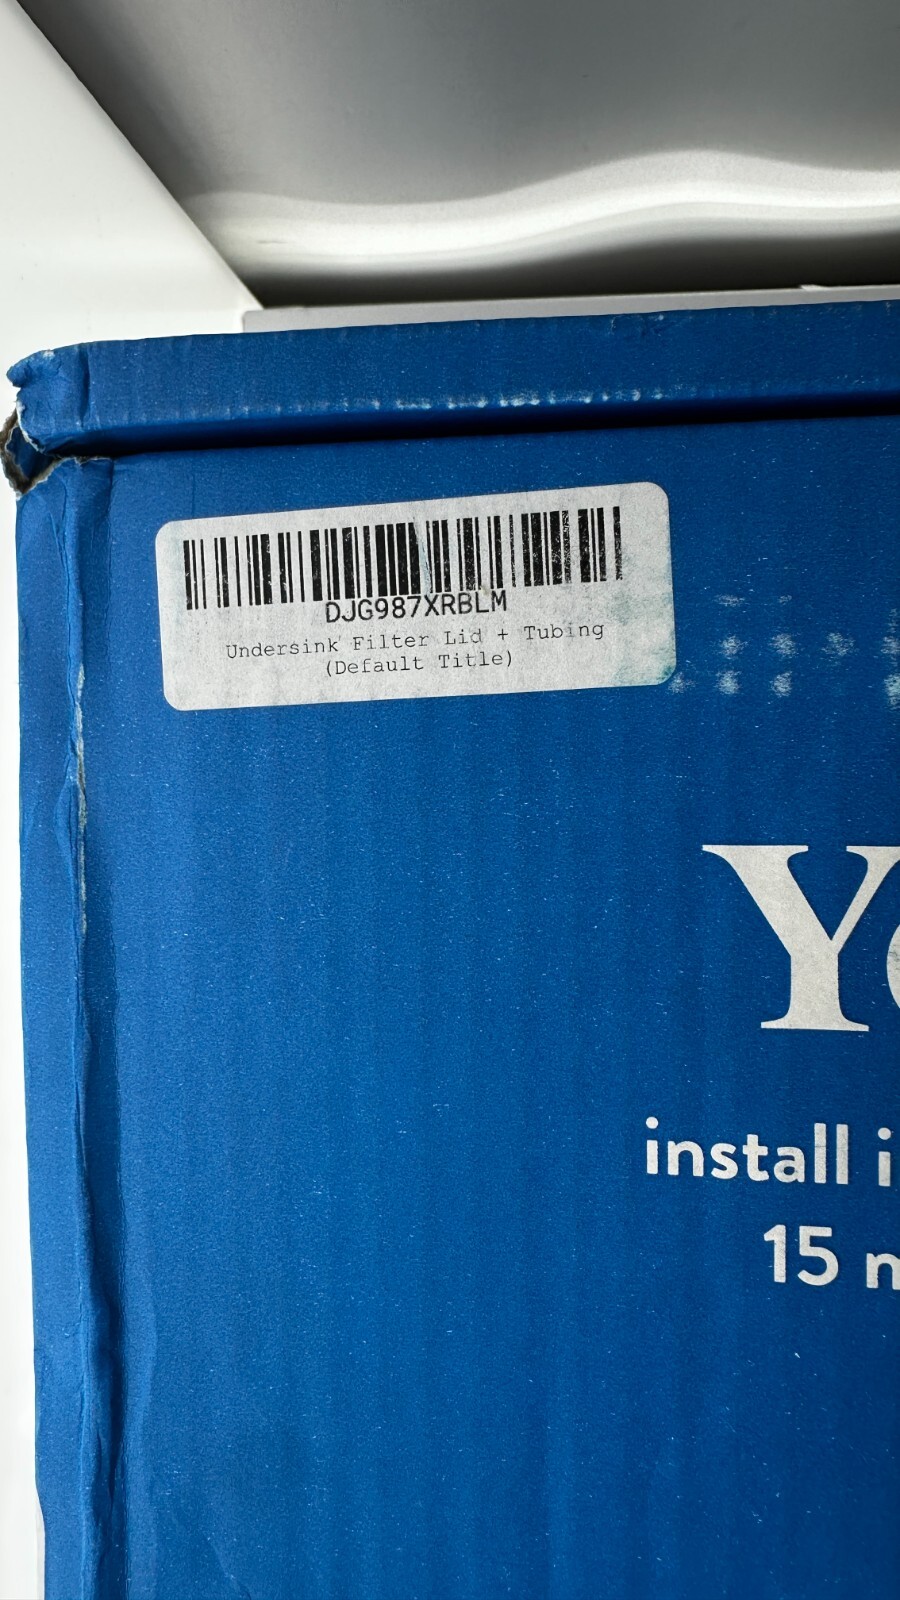 DJG987XRBLM
Undersink Filter Lid + Tubing
(Default Title)
Yo
install i
15 m